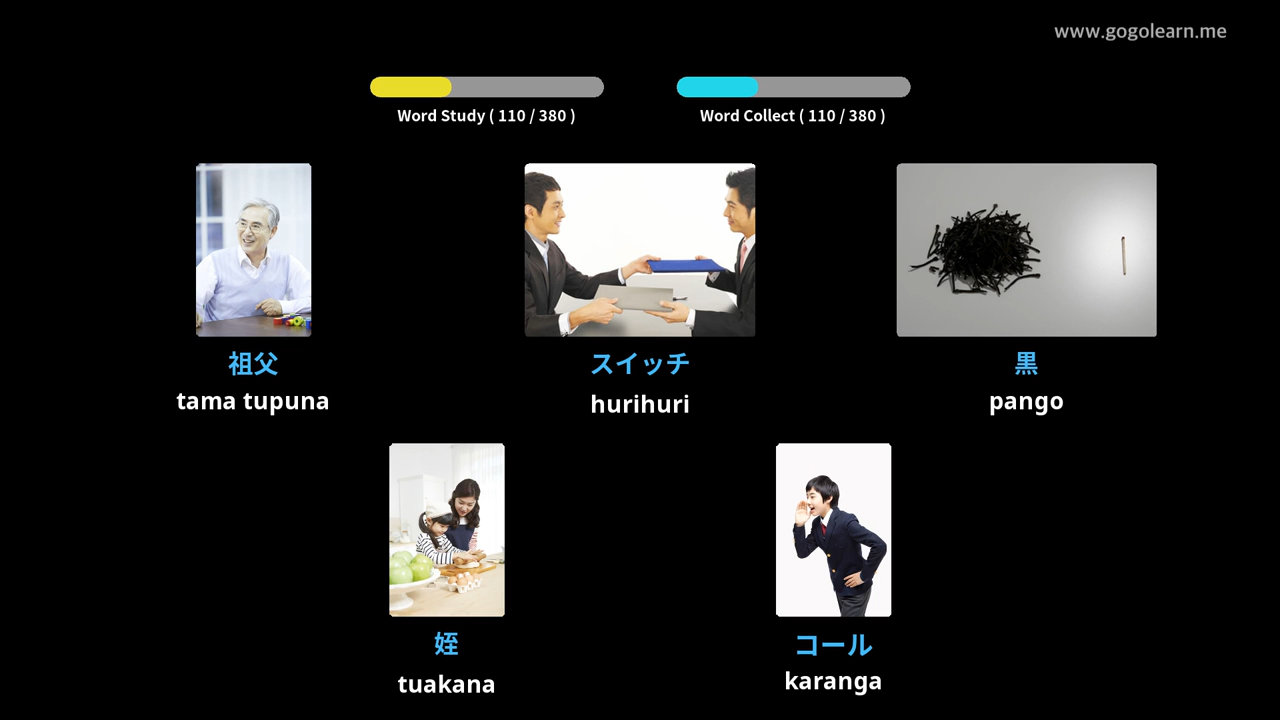 www.gogolearn.me
Word Study ( 110 / 380 )
Word Collect ( 110 / 380 )
祖父
tama tupuna
スイッチ
hurihuri
黒
pango
姪
tuakana
コール
karanga